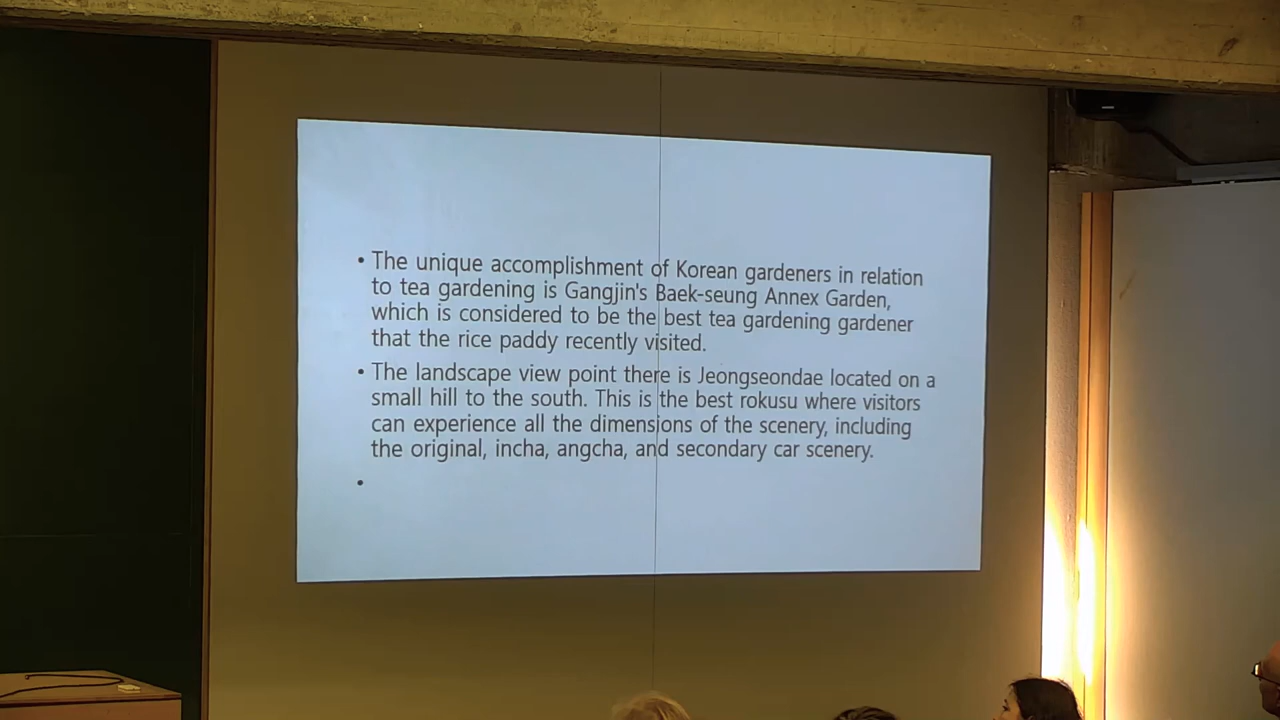 • The unique accomplishment of Korean gardeners in relation
to tea gardening is Gangjin's Baek-seung Annex Garden,
which is considered to be the best tea gardening gardener
that the rice paddy recently visited.
• The landscape view point there is Jeongseondae located on a
small hill to the south. This is the best rokusu where visitors
can experience all the dimensions of the scenery, including
the original, incha, angcha, and secondary car scenery.
•